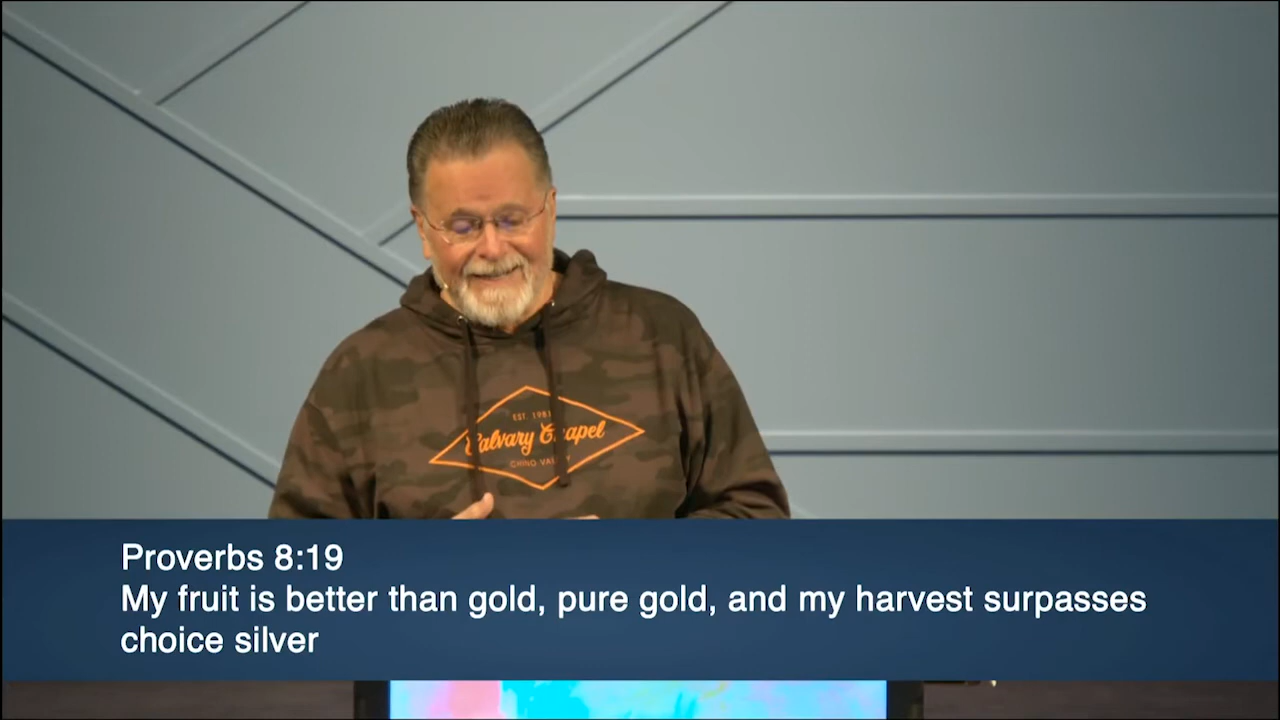 EST. 198
Calvary Chapel
CHINO VALLEY
Proverbs 8:19
My fruit is better than gold, pure gold, and my harvest surpasses
choice silver